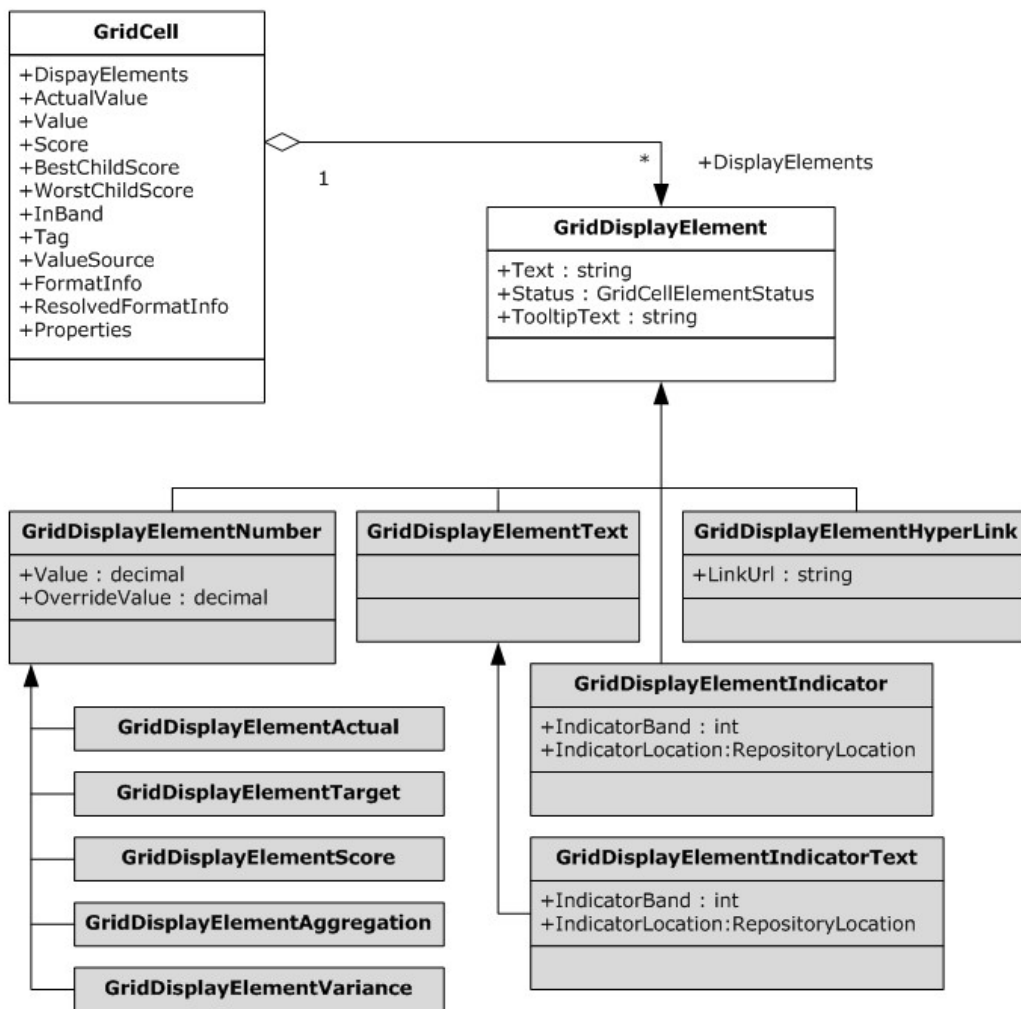 GridCell
+DispayElements
+ActualValue
+Value
+Score
+BestChildScore
+WorstChildScore
+InBand
+Tag
+ValueSource
+FormatInfo
+ResolvedFormatInfo
+Properties
1
*
+DisplayElements
GridDisplayElement
+Text : string
+Status : GridCellElementStatus
+TooltipText : string
GridDisplayElementNumber
+Value : decimal
+OverrideValue : decimal
GridDisplayElementText
GridDisplayElementHyperLink
+LinkUrl : string
GridDisplayElementIndicator
+IndicatorBand : int
+IndicatorLocation:RepositoryLocation
GridDisplayElementActual
GridDisplayElementTarget
GridDisplayElementScore
GridDisplayElementAggregation
GridDisplayElementVariance
GridDisplayElementIndicatorText
+IndicatorBand : int
+IndicatorLocation:RepositoryLocation